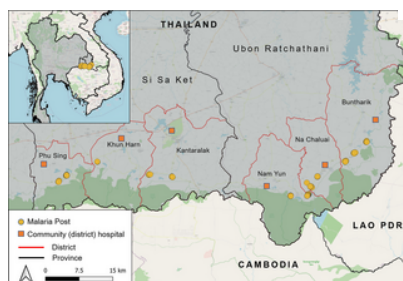 THAILAND
Ubon Ratchathani
Si Sa Ket
Buntharik
Khun Harn
Na Chaluai
Phu Sing
Kantaralak
Nam Yun
Malaria Post
Community (district) hospital
District
Province
0 7.5 15 km
LAO PDR
CAMBODIA